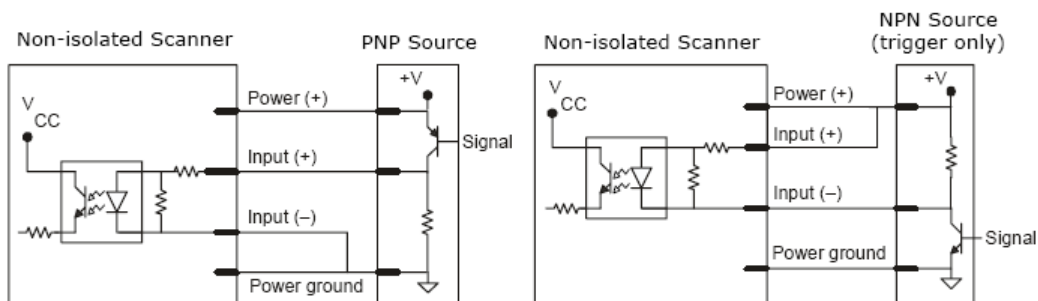 Non-isolated Scanner
PNP Source
+V
V
CC
Power (+)
Signal
Input (+)
Input (–)
Power ground
Non-isolated Scanner
NPN Source
(trigger only)
+V
V
CC
Power (+)
Input (+)
Input (–)
Signal
Power ground